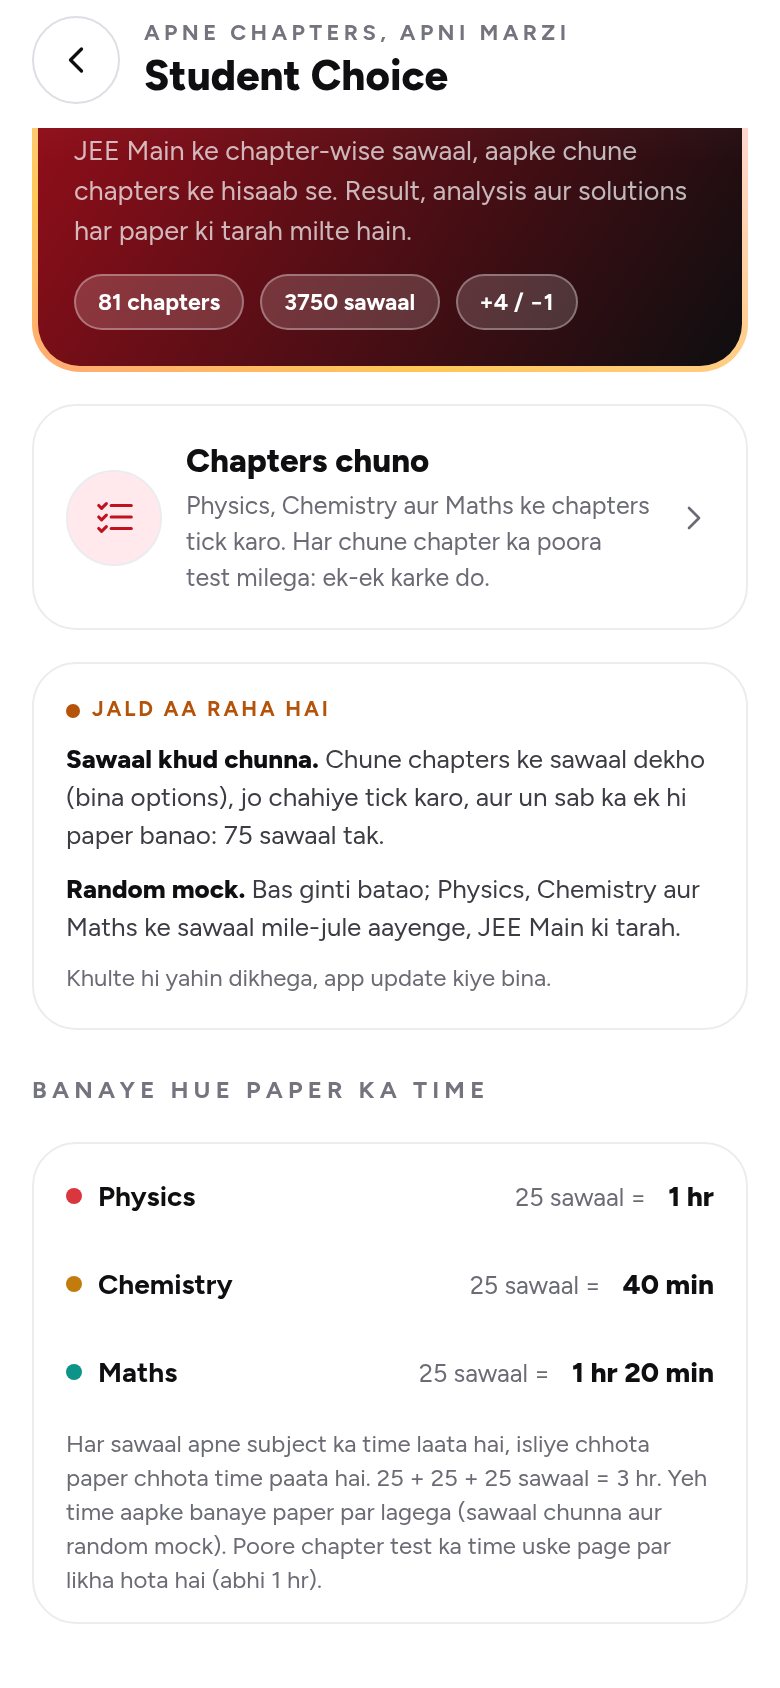 APNE CHAPTERS, APNI MARZI
Student Choice
JEE Main ke chapter-wise sawaal, aapke chune
chapters ke hisaab se. Result, analysis aur solutions
har paper ki tarah milte hain.
81 chapters
3750 sawaal
+4 / −1
Chapters chuno
Physics, Chemistry aur Maths ke chapters
tick karo. Har chune chapter ka poora
test milega: ek-ek karke do.
JALD AA RAHA HAI
Sawaal khud chunna. Chune chapters ke sawaal dekho
(bina options), jo chahiye tick karo, aur un sab ka ek hi
paper banao: 75 sawaal tak.
Random mock. Bas ginti batao; Physics, Chemistry aur
Maths ke sawaal mile-jule aayenge, JEE Main ki tarah.
Khulte hi yahin dikhega, app update kiye bina.
BANAYE HUE PAPER KA TIME
Physics 25 sawaal = 1 hr
Chemistry 25 sawaal = 40 min
Maths 25 sawaal = 1 hr 20 min
Har sawaal apne subject ka time laata hai, isliye chhota
paper chhota time paata hai. 25 + 25 + 25 sawaal = 3 hr. Yeh
time aapke banaye paper par lagega (sawaal chunna aur
random mock). Poore chapter test ka time uske page par
likha hota hai (abhi 1 hr).